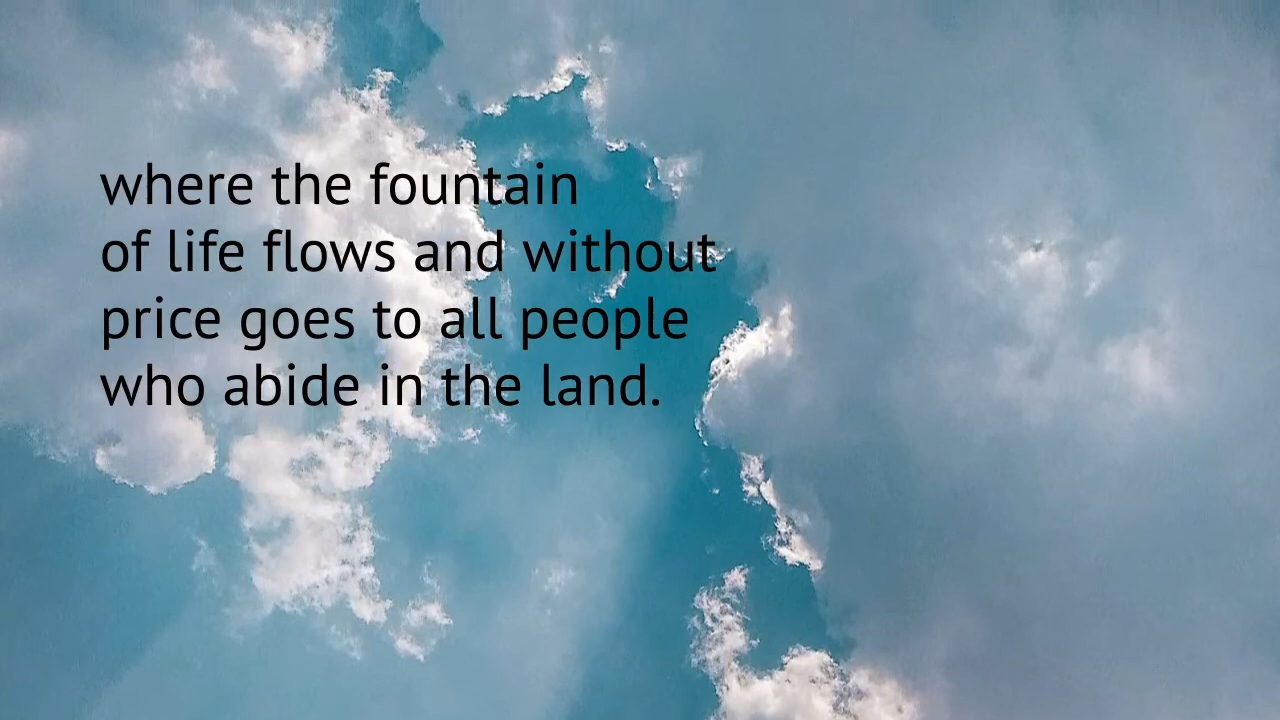 where the fountain
of life flows and without
price goes to all people
who abide in the land.